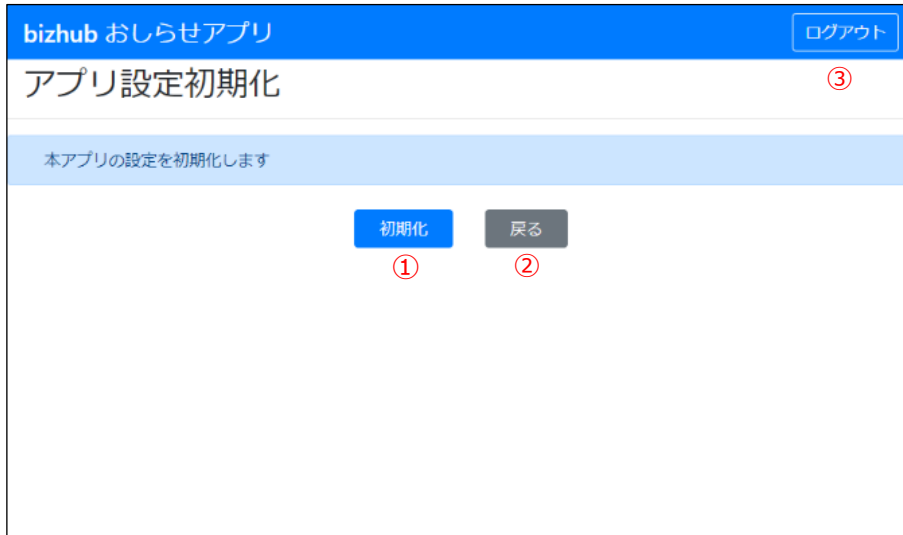 bizhub おしらせアプリ ログアウト
③
アプリ設定初期化
本アプリの設定を初期化します
初期化 戻る
① ②